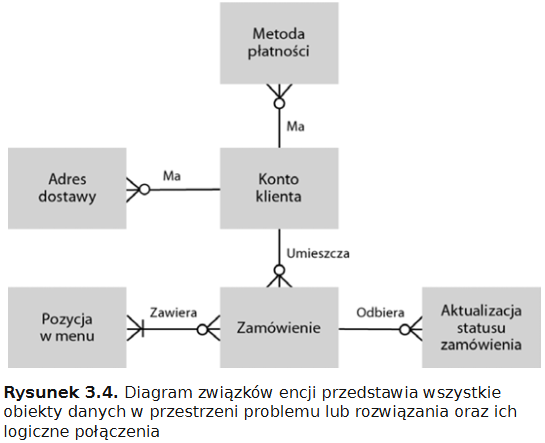 Metoda
płatności
Ma
Adres
dostawy
Ma
Konto
klienta
Umieszcza
Pozycja
w menu
Zawiera
Zamówienie
Odbiera
Aktualizacja
statusu
zamówienia
Rysunek 3.4. Diagram związków encji przedstawia wszystkie
obiekty danych w przestrzeni problemu lub rozwiązania oraz ich
logiczne połączenia